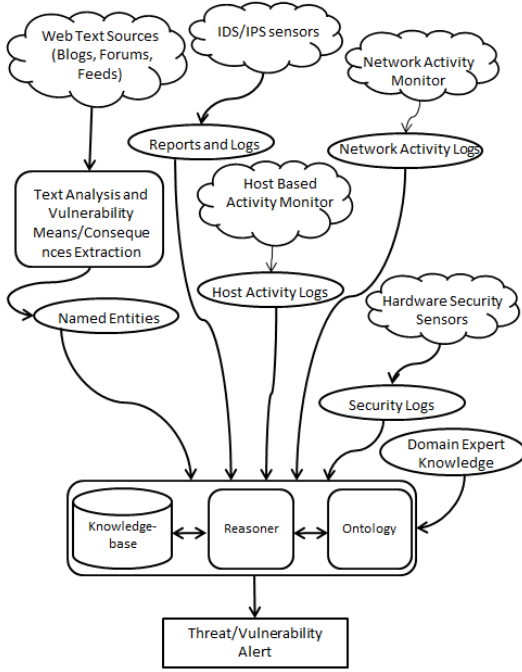 Web Text Sources
(Blogs, Forums,
Feeds)
IDS/IPS sensors
Network Activity
Monitor
Reports and Logs
Network Activity Logs
Text Analysis and
Vulnerability
Means/Conseque
nces Extraction
Host Based
Activity Monitor
Named Entities
Host Activity Logs
Hardware Security
Sensors
Security Logs
Domain Expert
Knowledge
Knowledge-
base
Reasoner
Ontology
Threat/Vulnerability
Alert